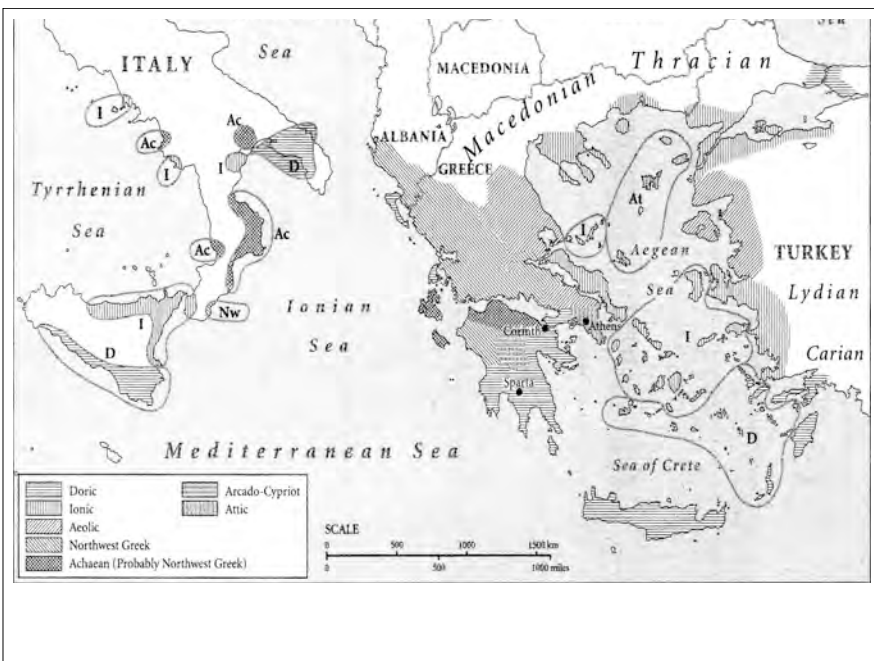 Sea
Sea
ITALY
Thracian
MACEDONIA
Macedonian
I
Ac
Ac
ALBANIA
I
D
GREECE
I
Tyrrhenian
Sea
At
I
Ac
Ac
Aegean
TURKEY
Sea
Lydian
Nw
Ionian
Sea
I
Corinth
Athens
I
D
Carian
Sparta
D
Mediterranean Sea
Sea of Crete
Doric
Ionic
Aeolic
Northwest Greek
Achaean (Probably Northwest Greek)
Arcado-Cypriot
Attic
SCALE
0 500 1000 1500 km
0 500 1000 miles